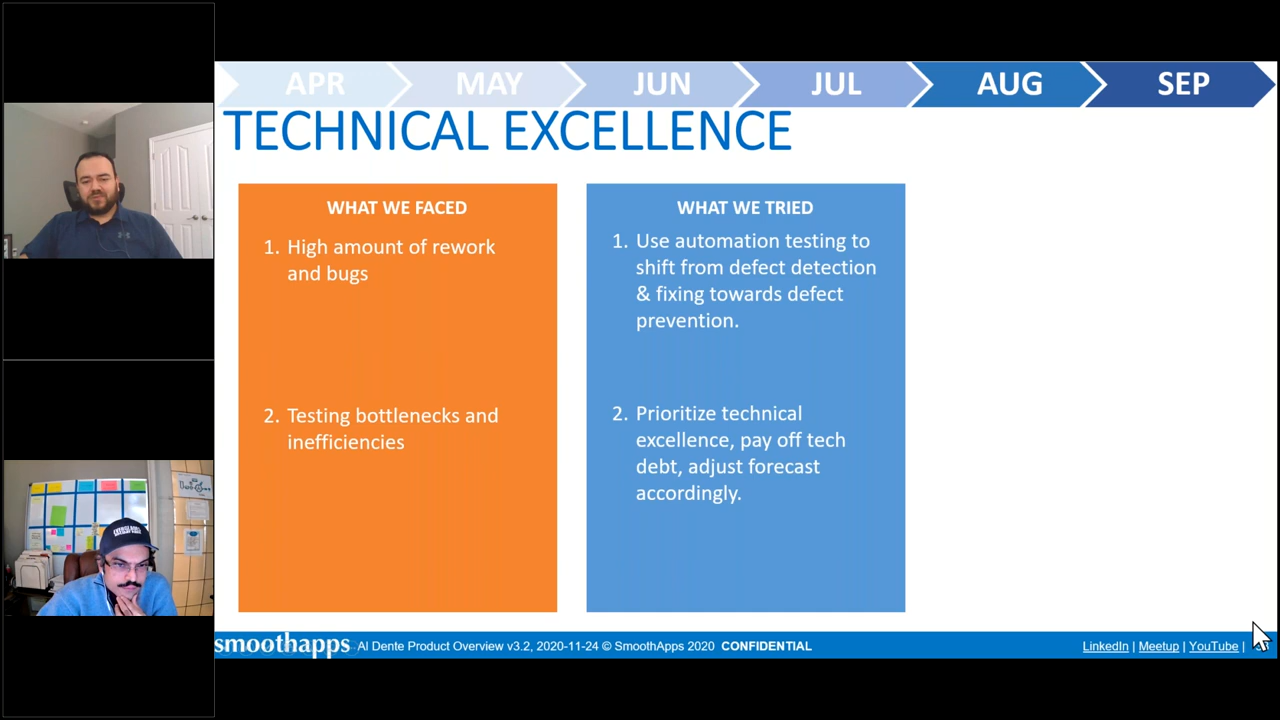 APR MAY JUN JUL AUG SEP
TECHNICAL EXCELLENCE
WHAT WE FACED
1. High amount of rework
and bugs
2. Testing bottlenecks and
inefficiencies
WHAT WE TRIED
1. Use automation testing to
shift from defect detection
& fixing towards defect
prevention.
2. Prioritize technical
excellence, pay off tech
debt, adjust forecast
accordingly.
smoothapps Al Dente Product Overview v3.2, 2020-11-24 © SmoothApps 2020 CONFIDENTIAL
LinkedIn | Meetup | YouTube |